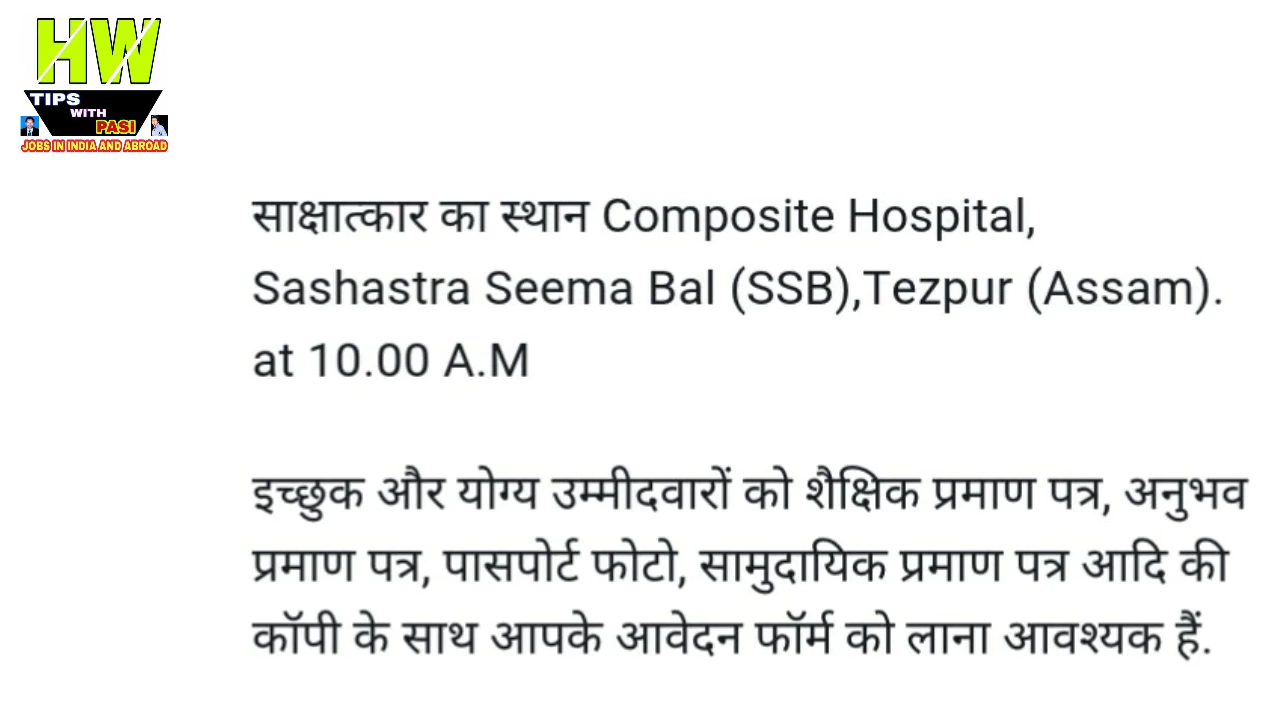 HW
TIPS
WITH
PASI
JOBS IN INDIA AND ABROAD
साक्षात्कार का स्थान Composite Hospital,
Sashastra Seema Bal (SSB),Tezpur (Assam).
at 10.00 A.M
इच्छुक और योग्य उम्मीदवारों को शैक्षिक प्रमाण पत्र, अनुभव
प्रमाण पत्र, पासपोर्ट फोटो, सामुदायिक प्रमाण पत्र आदि की
कॉपी के साथ आपके आवेदन फॉर्म को लाना आवश्यक हैं.